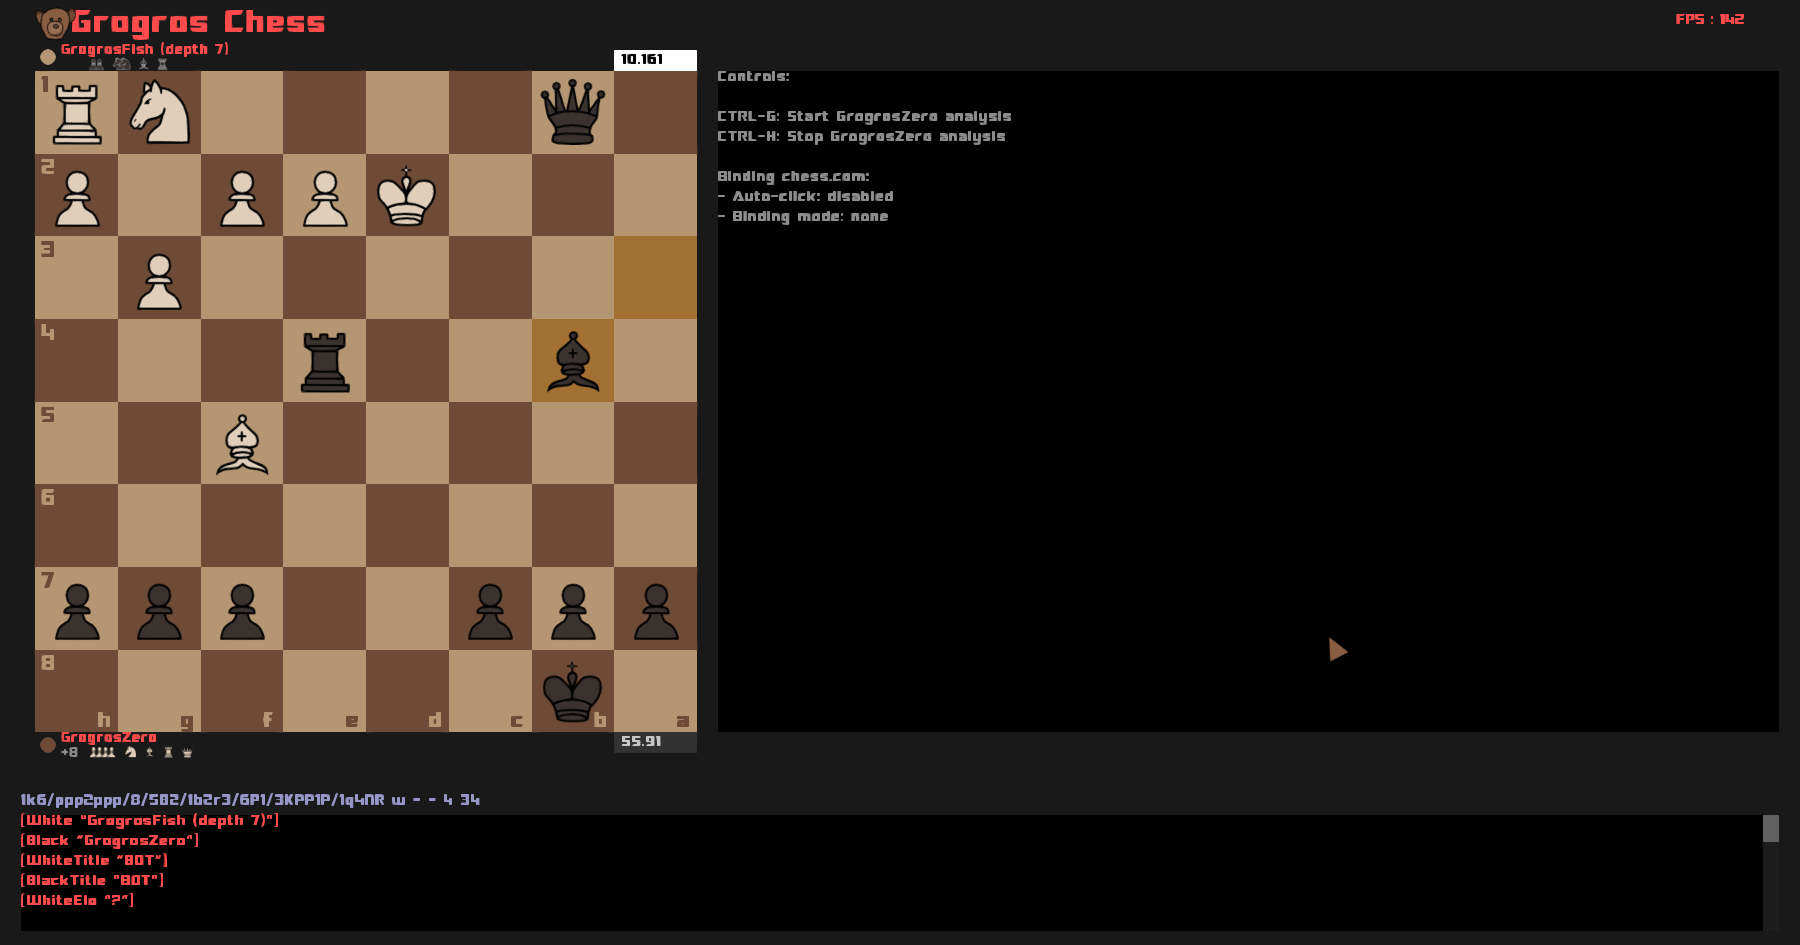 Grogros Chess
FPS : 142
GrogrosFish (depth 7)
10.161
1
2
3
4
5
6
7
8
h g f e d c b a
GrogrosZero
+8
55.91
Controls:
CTRL-G: Start GrogrosZero analysis
CTRL-H: Stop GrogrosZero analysis
Binding chess.com:
- Auto-click: disabled
- Binding mode: none
1k6/ppp2ppp/8/5B2/1b2r3/6P1/3KPP1P/1q4NR w - - 4 34
[White "GrogrosFish (depth 7)"]
[Black "GrogrosZero"]
[WhiteTitle "BOT"]
[BlackTitle "BOT"]
[WhiteElo "?"]